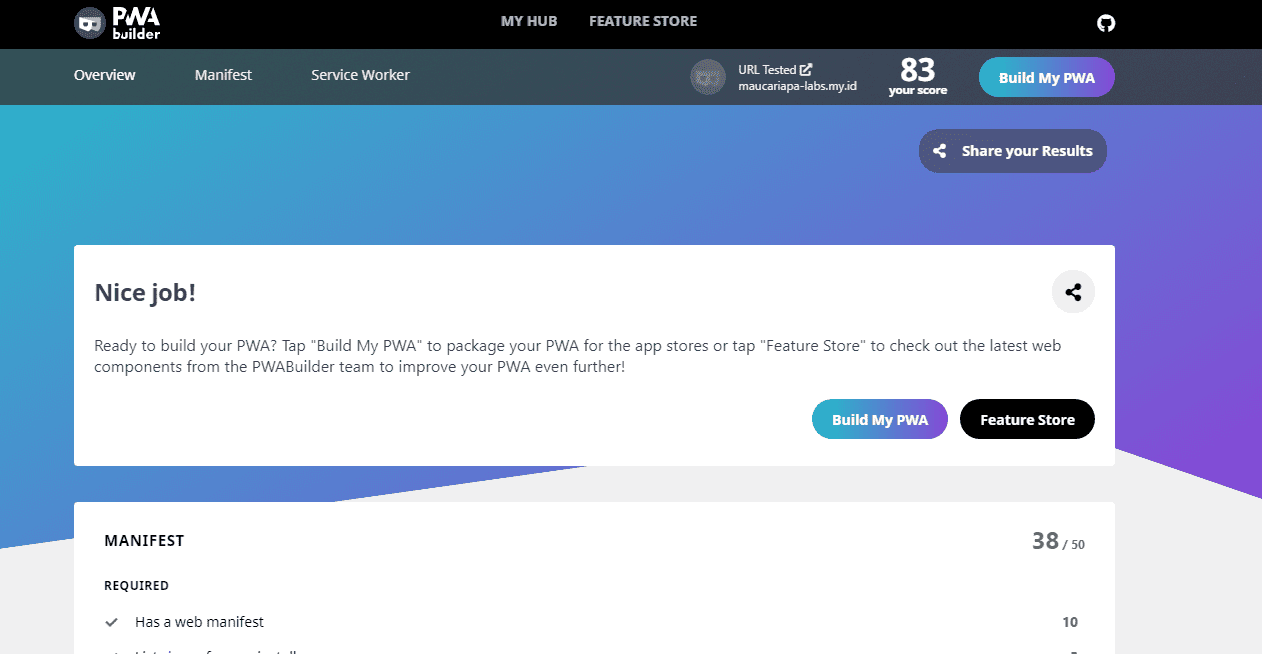 PWA
builder
MY HUB
FEATURE STORE
Overview
Manifest
Service Worker
URL Tested
maucariapa-labs.my.id
83
your score
Build My PWA
Share your Results
Nice job!
Ready to build your PWA? Tap "Build My PWA" to package your PWA for the app stores or tap "Feature Store" to check out the latest web
components from the PWABuilder team to improve your PWA even further!
Build My PWA
Feature Store
MANIFEST
38 / 50
REQUIRED
Has a web manifest
10